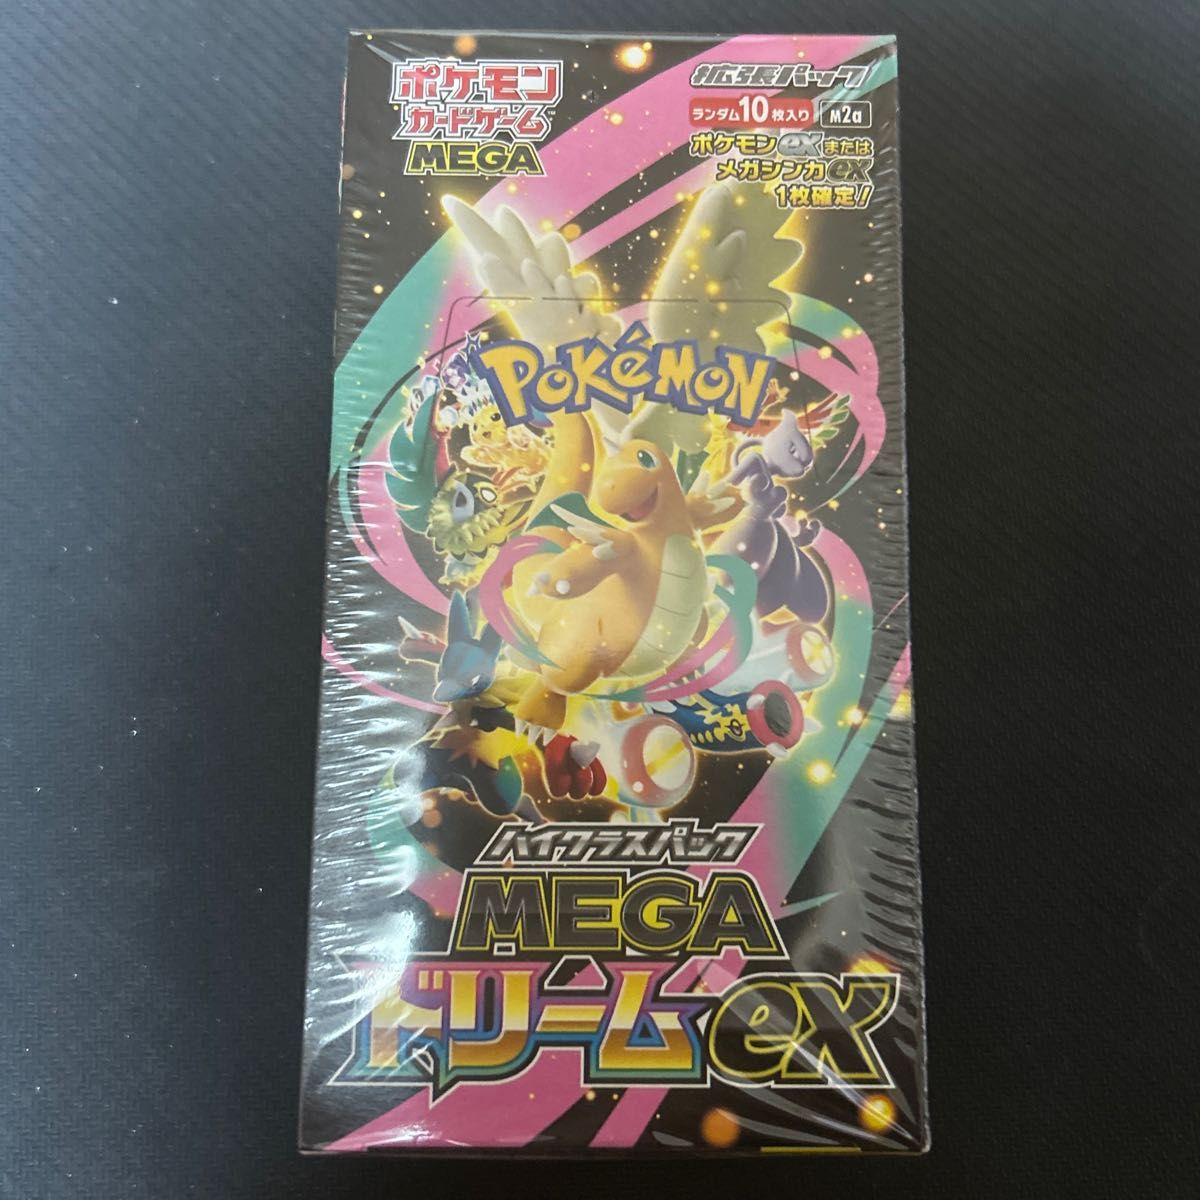 ポケモン
カードゲーム
MEGA
拡張パック
ランダム10枚入り M2a
ポケモンexまたは
メガシンカex
1枚確定!
POKéMON
ハイクラスパック
MEGA
ドリームex